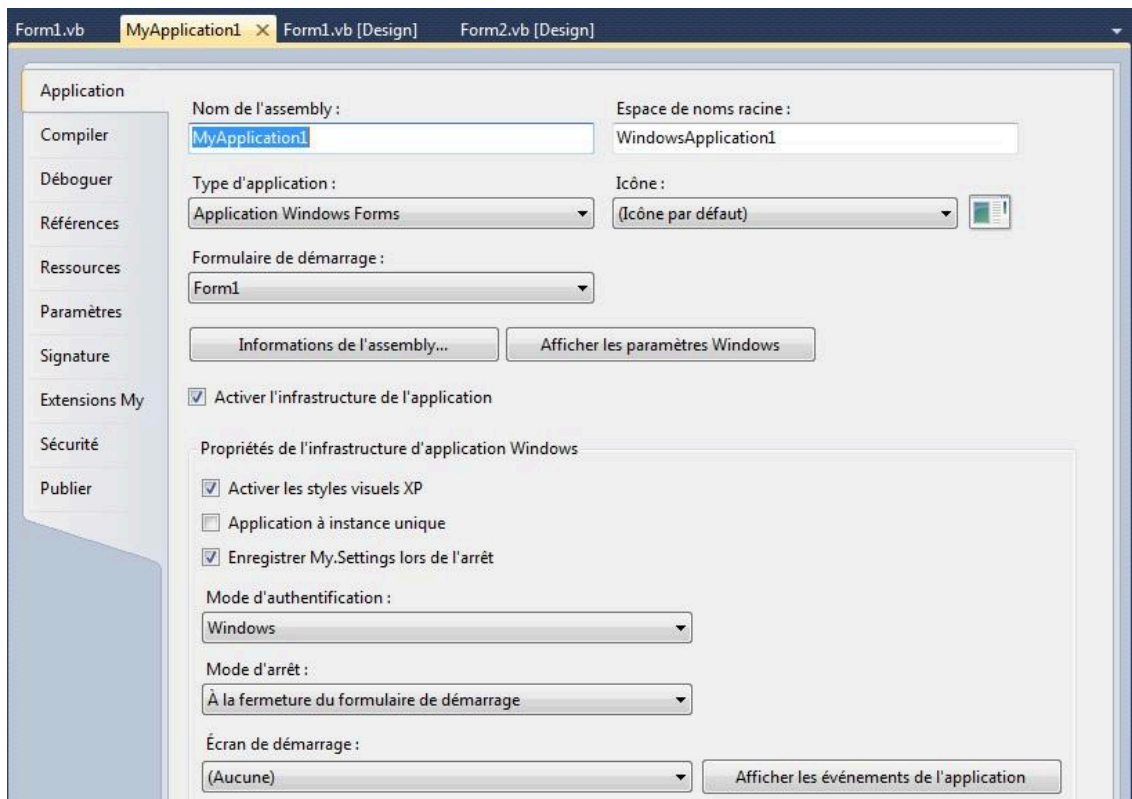 Form1.vb MyApplication1 Form1.vb [Design] Form2.vb [Design]
Application
Compiler
Déboguer
Références
Ressources
Paramètres
Signature
Extensions My
Sécurité
Publier
Nom de l'assembly : Espace de noms racine :
MyApplication1 WindowsApplication1
Type d'application : Icône :
Application Windows Forms (Icône par défaut)
Formulaire de démarrage :
Form1
Informations de l'assembly... Afficher les paramètres Windows
Activer l'infrastructure de l'application
Propriétés de l'infrastructure d'application Windows
Activer les styles visuels XP
Application à instance unique
Enregistrer My.Settings lors de l'arrêt
Mode d'authentification :
Windows
Mode d'arrêt :
À la fermeture du formulaire de démarrage
Écran de démarrage :
(Aucune) Afficher les événements de l'application